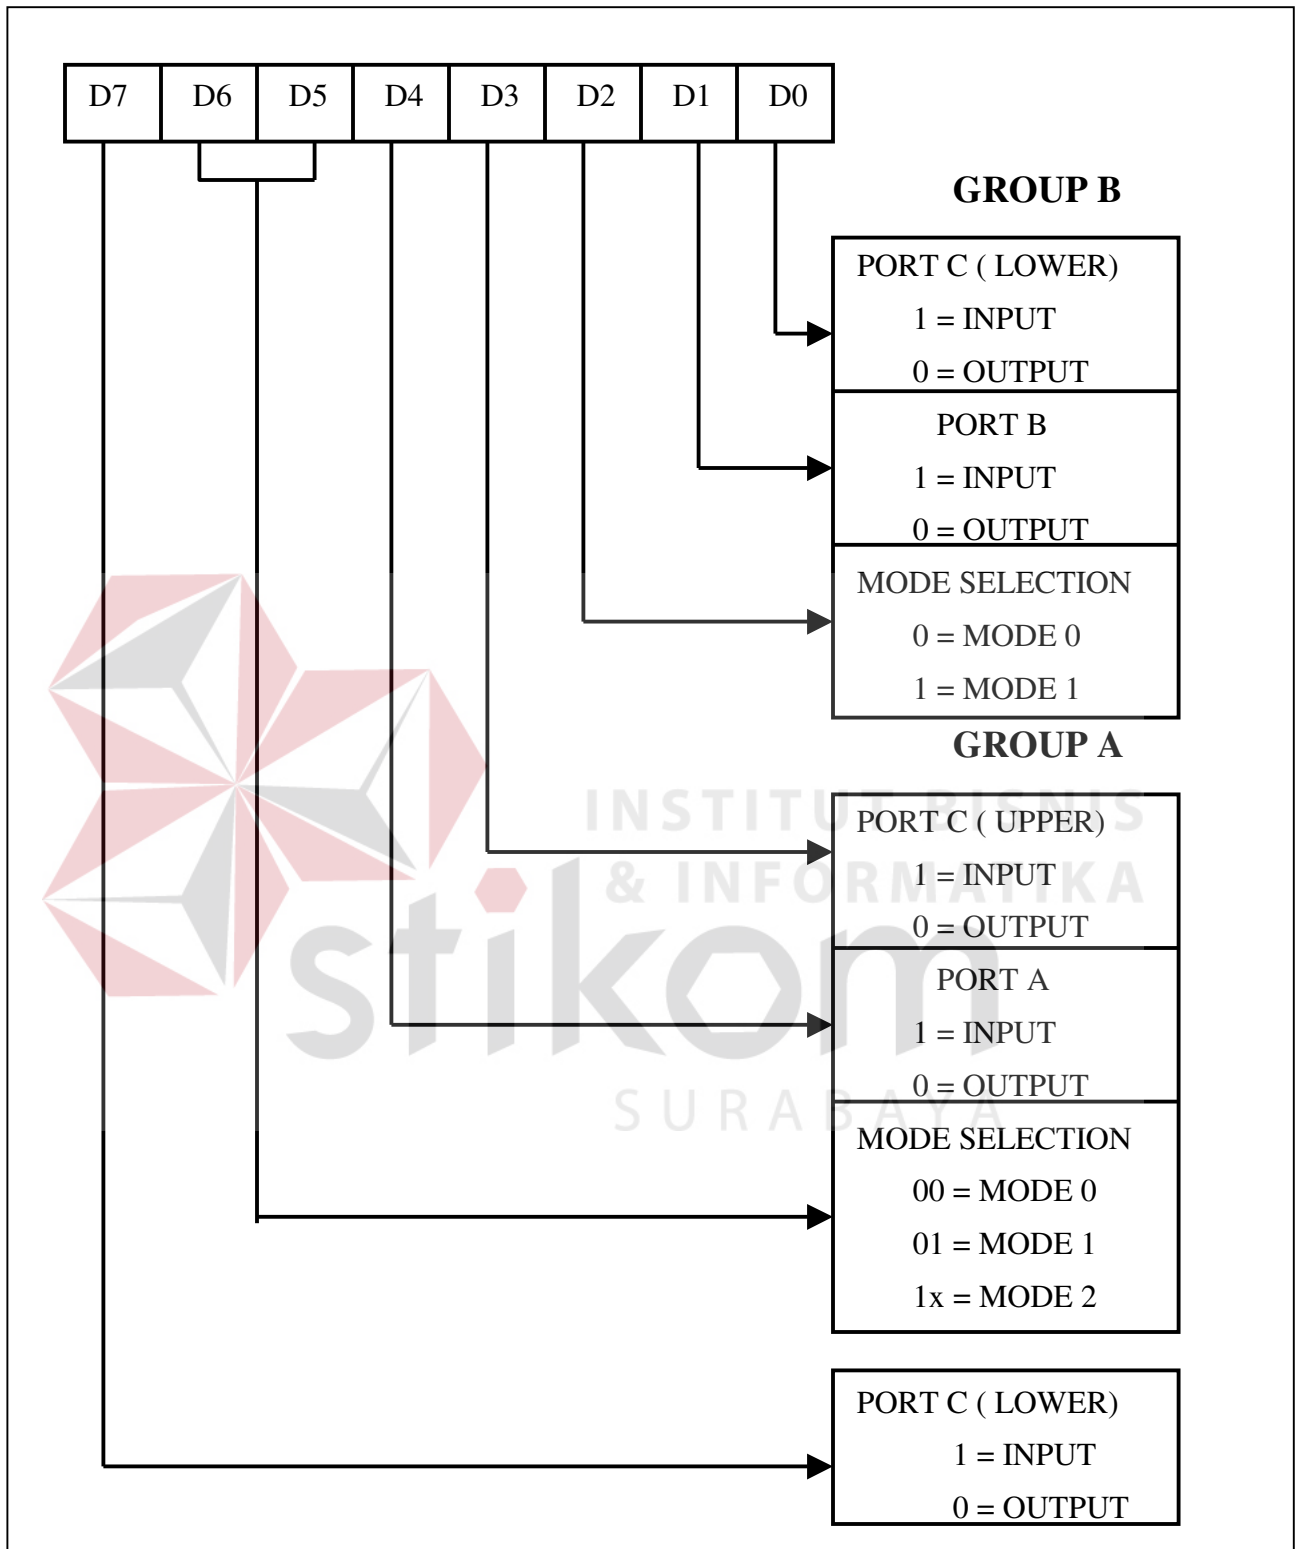 D7 D6 D5 D4 D3 D2 D1 D0
GROUP B
PORT C ( LOWER)
1 = INPUT
0 = OUTPUT
PORT B
1 = INPUT
0 = OUTPUT
MODE SELECTION
0 = MODE 0
1 = MODE 1
GROUP A
PORT C ( UPPER)
1 = INPUT
0 = OUTPUT
PORT A
1 = INPUT
0 = OUTPUT
MODE SELECTION
00 = MODE 0
01 = MODE 1
1x = MODE 2
PORT C ( LOWER)
1 = INPUT
0 = OUTPUT
INSTITUT BISNIS
& INFORMATIKA
stikom
SURABAYA